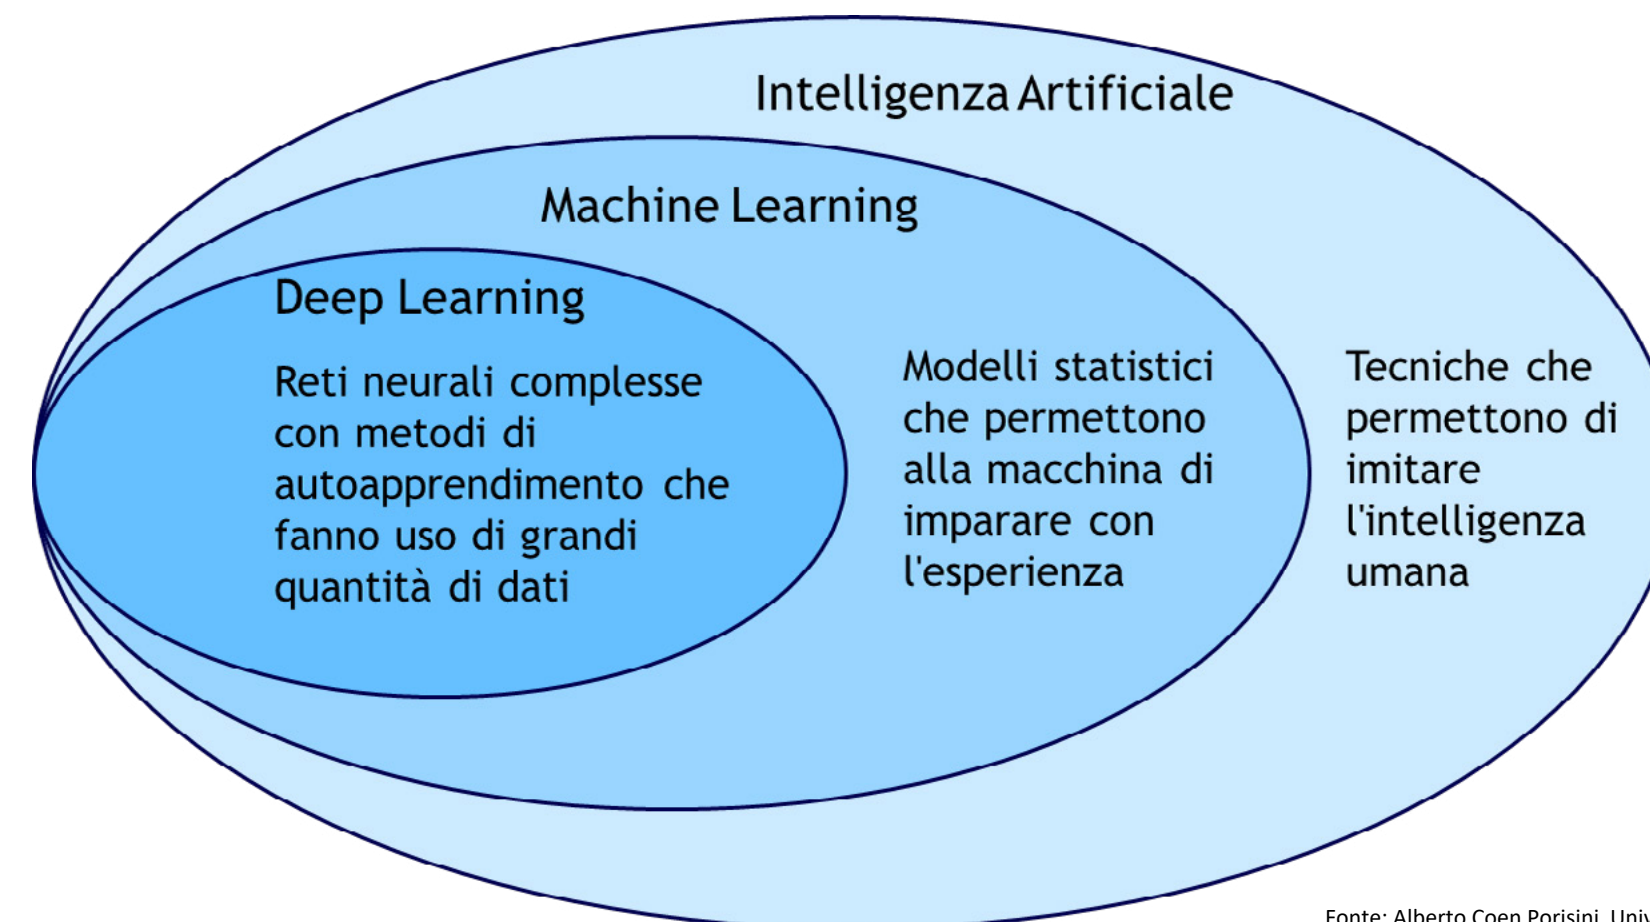 Intelligenza Artificiale
Machine Learning
Deep Learning
Reti neurali complesse
con metodi di
autoapprendimento che
fanno uso di grandi
quantità di dati
Modelli statistici
che permettono
alla macchina di
imparare con
l'esperienza
Tecniche che
permettono di
imitare
l'intelligenza
umana
Fonte: Alberto Coen Porisini, Univ